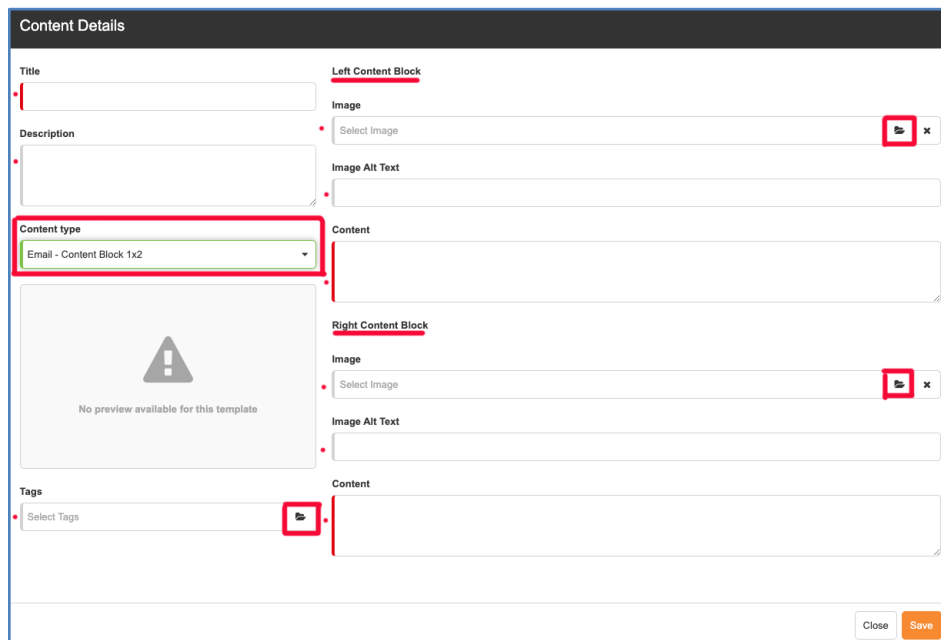 Content Details
Title
Description
Content type
Email - Content Block 1x2
No preview available for this template
Tags
Select Tags
Left Content Block
Image
Select Image
Image Alt Text
Content
Right Content Block
Image
Select Image
Image Alt Text
Content
Close
Save